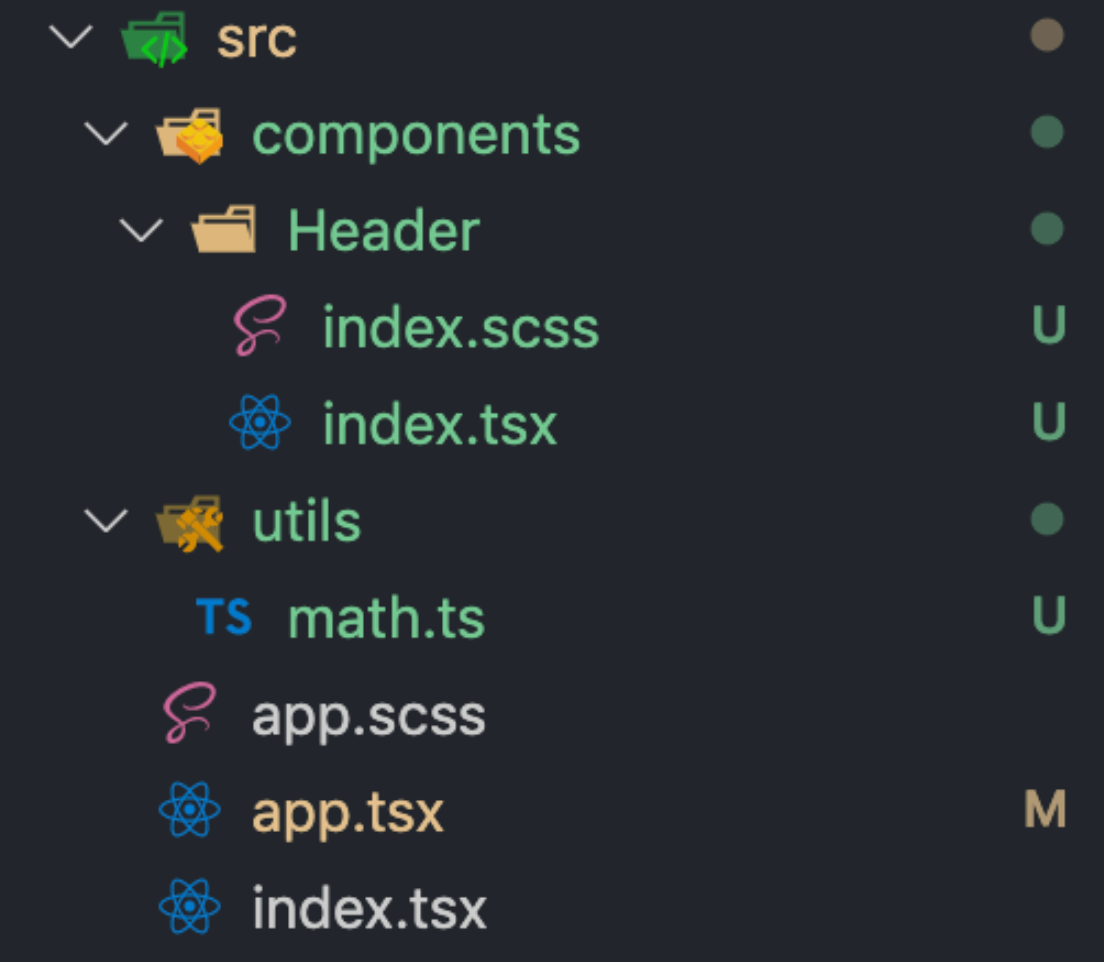 src
components
Header
index.scss U
index.tsx U
utils
TS math.ts U
app.scss
app.tsx M
index.tsx